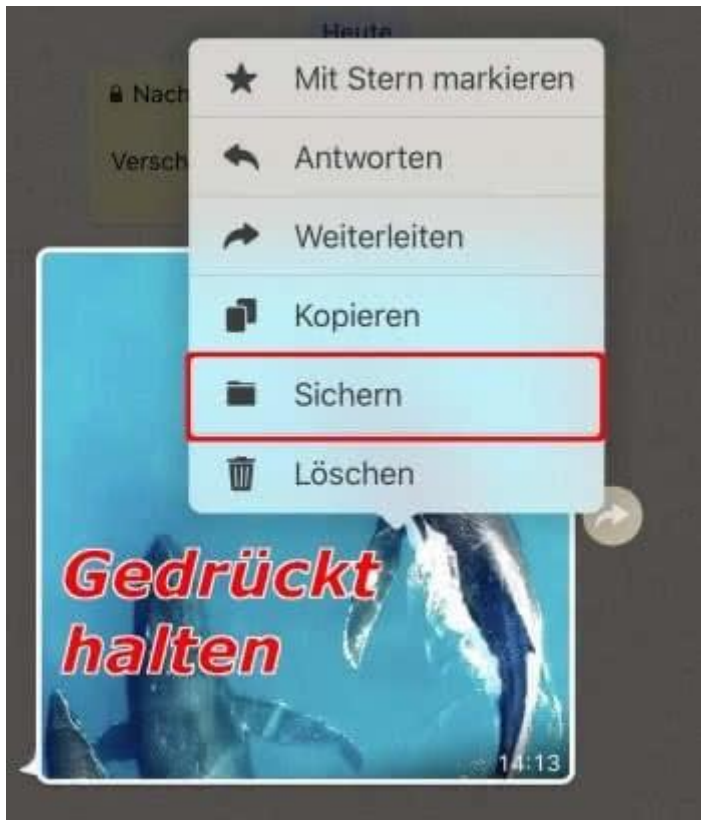 Heute
Nach
Mit Stern markieren
Versch
Antworten
Weiterleiten
Kopieren
Sichern
Löschen
Gedrückt
halten
14:13